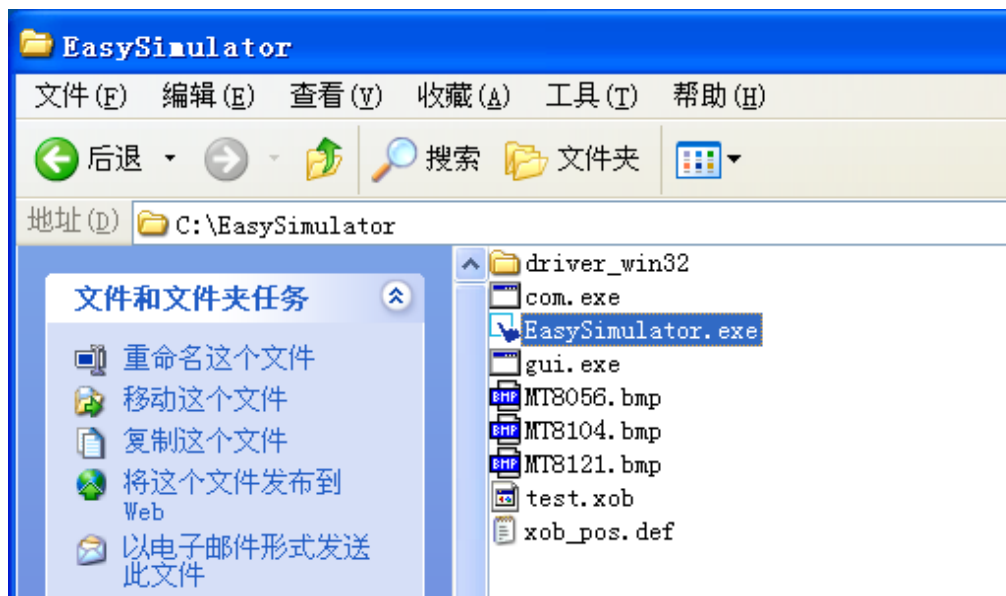 EasySimulator
文件(F) 编辑(E) 查看(V) 收藏(A) 工具(T) 帮助(H)
后退 搜索 文件夹
地址(D) C:\EasySimulator
文件和文件夹任务
重命名这个文件
移动这个文件
复制这个文件
将这个文件发布到
Web
以电子邮件形式发送
此文件
driver_win32
com.exe
EasySimulator.exe
gui.exe
MT8056.bmp
MT8104.bmp
MT8121.bmp
test.xob
xob_pos.def